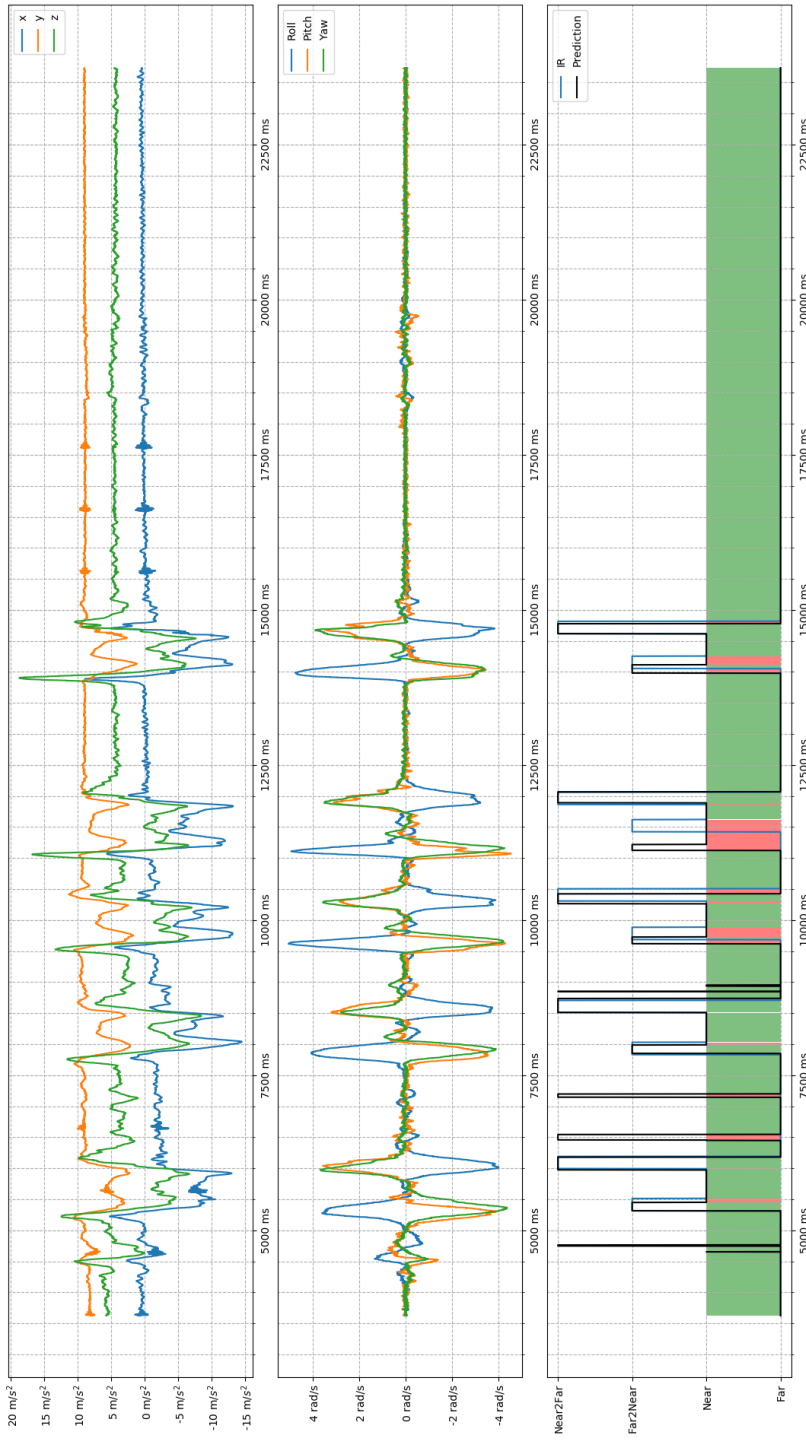 20 m/s²
15 m/s²
10 m/s²
5 m/s²
0 m/s²
-5 m/s²
-10 m/s²
-15 m/s²
5000 ms
7500 ms
10000 ms
12500 ms
15000 ms
17500 ms
20000 ms
22500 ms
x
y
z
4 rad/s
2 rad/s
0 rad/s
-2 rad/s
-4 rad/s
5000 ms
7500 ms
10000 ms
12500 ms
15000 ms
17500 ms
20000 ms
22500 ms
Roll
Pitch
Yaw
Near2Far
Far2Near
Near
Far
5000 ms
7500 ms
10000 ms
12500 ms
15000 ms
17500 ms
20000 ms
22500 ms
IR
Prediction